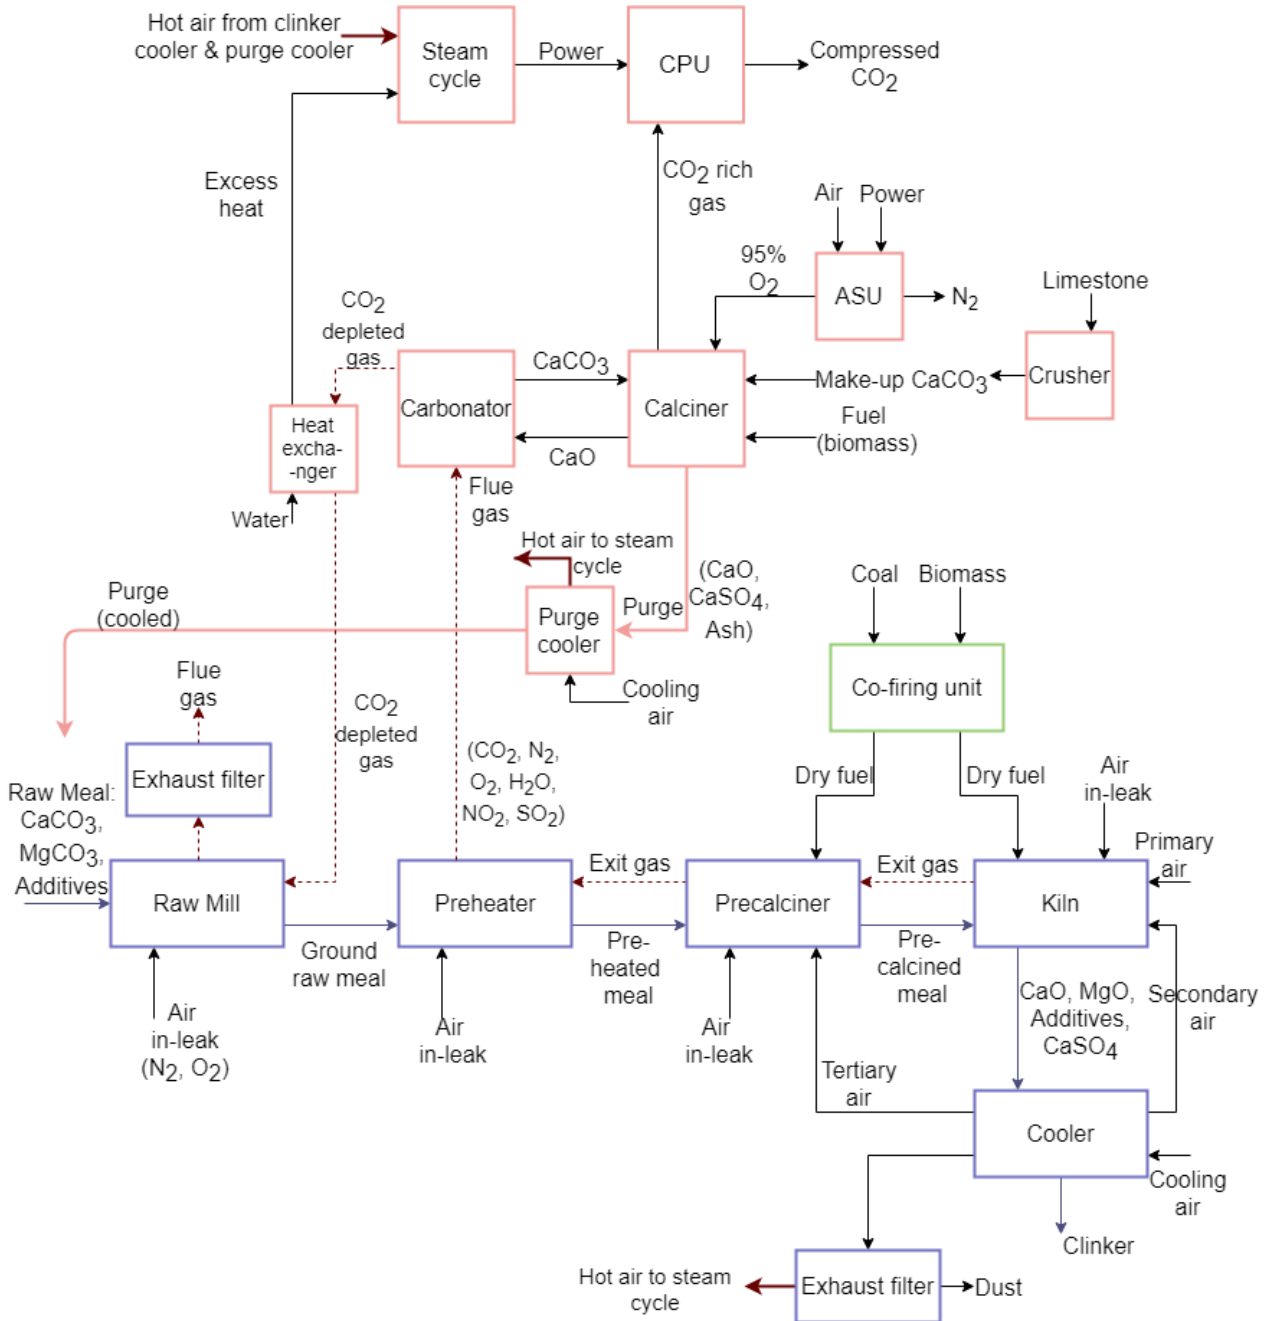 Hot air from clinker
cooler & purge cooler
Steam
cycle
Power
CPU
Compressed
CO2
Excess
heat
CO2 rich
gas
Air
Power
95%
O2
ASU
N2
Limestone
CO2
depleted
gas
Carbonator
CaCO3
Calciner
Make-up CaCO3
Crusher
Heat
excha-
-nger
CaO
Fuel
(biomass)
Water
Flue
gas
Hot air to steam
cycle
Purge
(cooled)
Purge
cooler
Purge
(CaO,
CaSO4,
Ash)
Coal
Biomass
Cooling
air
Co-firing unit
Flue
gas
CO2
depleted
gas
Exhaust filter
(CO2, N2,
O2, H2O,
NO2, SO2)
Dry fuel
Dry fuel
Air
in-leak
Raw Meal:
CaCO3,
MgCO3,
Additives
Raw Mill
Preheater
Exit gas
Precalciner
Exit gas
Kiln
Primary
air
Ground
raw meal
Pre-
heated
meal
Pre-
calcined
meal
CaO, MgO,
Additives,
CaSO4
Secondary
air
Air
in-leak
(N2, O2)
Air
in-leak
Air
in-leak
Tertiary
air
Cooler
Cooling
air
Clinker
Hot air to steam
cycle
Exhaust filter
Dust